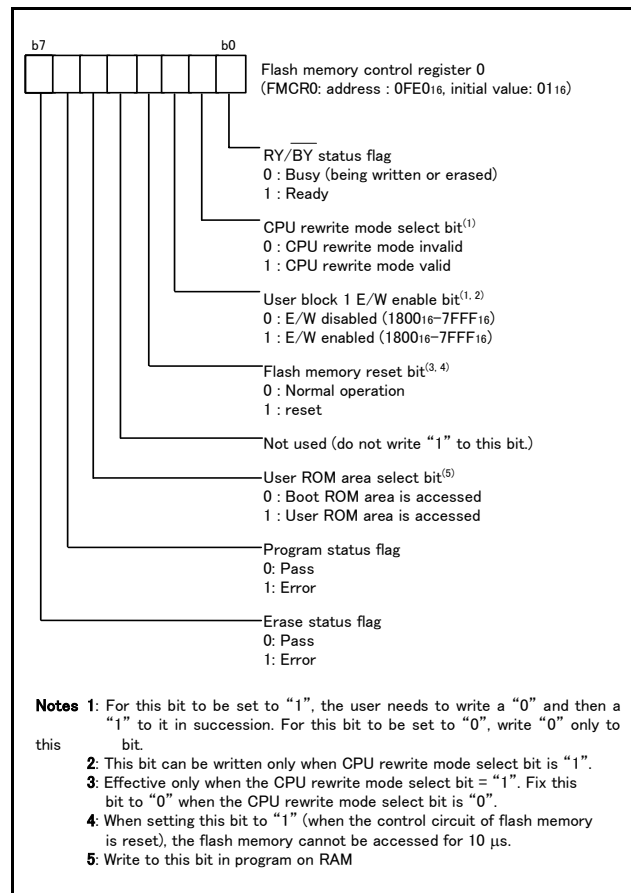 b7 b0
Flash memory control register 0
(FMCR0: address : 0FE016, initial value: 0116)
RY/BY status flag
0 : Busy (being written or erased)
1 : Ready
CPU rewrite mode select bit(1)
0 : CPU rewrite mode invalid
1 : CPU rewrite mode valid
User block 1 E/W enable bit(1, 2)
0 : E/W disabled (180016-7FFF16)
1 : E/W enabled (180016-7FFF16)
Flash memory reset bit(3, 4)
0 : Normal operation
1 : reset
Not used (do not write “1” to this bit.)
User ROM area select bit(5)
0 : Boot ROM area is accessed
1 : User ROM area is accessed
Program status flag
0: Pass
1: Error
Erase status flag
0: Pass
1: Error
Notes 1: For this bit to be set to “1”, the user needs to write a “0” and then a
“1” to it in succession. For this bit to be set to “0”, write “0” only to
this bit.
2: This bit can be written only when CPU rewrite mode select bit is “1”.
3: Effective only when the CPU rewrite mode select bit = “1”. Fix this
bit to “0” when the CPU rewrite mode select bit is “0”.
4: When setting this bit to “1” (when the control circuit of flash memory
is reset), the flash memory cannot be accessed for 10 μs.
5: Write to this bit in program on RAM